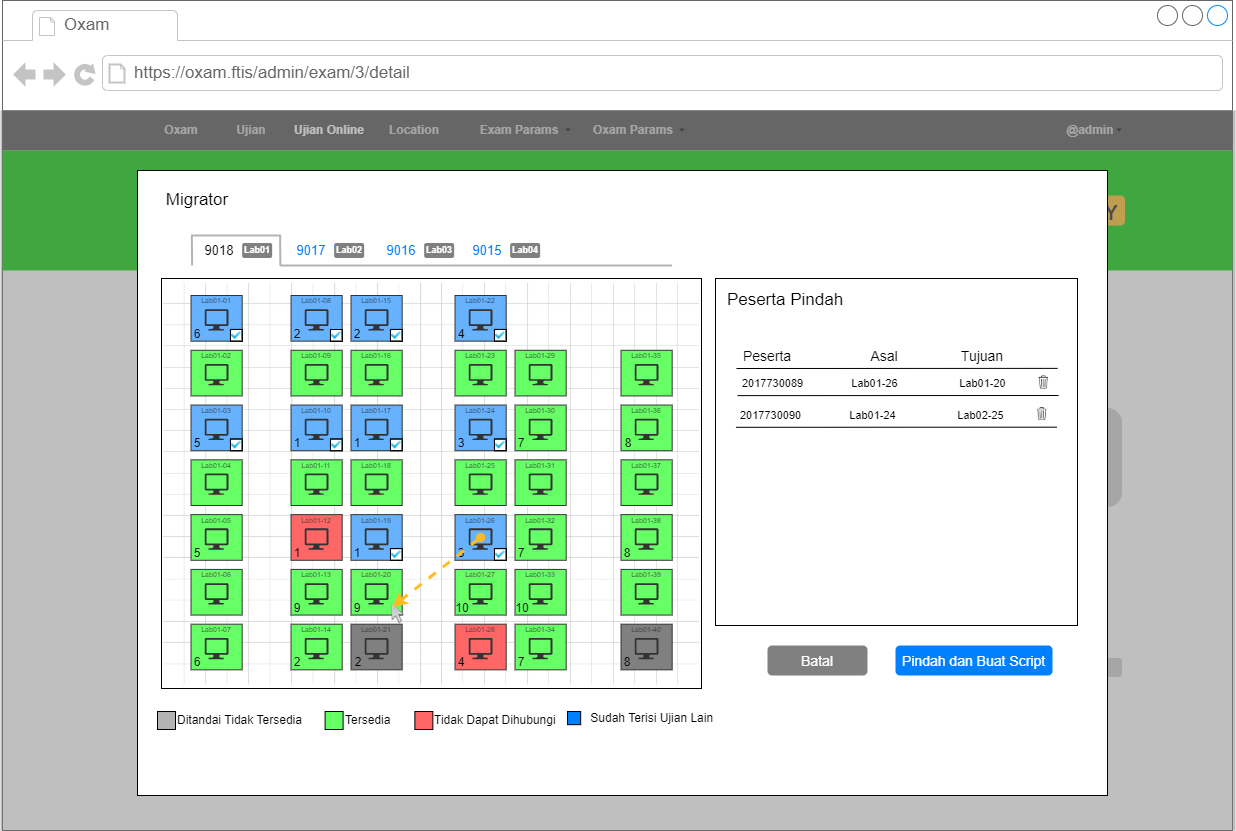 Oxam
https://oxam.ftis/admin/exam/3/detail
Oxam Ujian Ujian Online Location Exam Params Oxam Params @admin
Y
Migrator
9018 Lab01 9017 Lab02 9016 Lab03 9015 Lab04
Lab01-01 Lab01-08 Lab01-15 Lab01-22
6 2 2 4
Lab01-02 Lab01-09 Lab01-16 Lab01-23 Lab01-29 Lab01-35
Lab01-03 Lab01-10 Lab01-17 Lab01-24 Lab01-30 Lab01-36
5 1 1 3 7 8
Lab01-04 Lab01-11 Lab01-18 Lab01-25 Lab01-31 Lab01-37
Lab01-05 Lab01-12 Lab01-19 Lab01-26 Lab01-32 Lab01-38
5 1 1 7 8
Lab01-06 Lab01-13 Lab01-20 Lab01-27 Lab01-33 Lab01-39
9 9 10 10
Lab01-07 Lab01-14 Lab01-21 Lab01-28 Lab01-34 Lab01-40
6 2 2 4 7 8
Peserta Pindah
Peserta Asal Tujuan
2017730089 Lab01-26 Lab01-20
2017730090 Lab01-24 Lab02-25
Batal Pindah dan Buat Script
Ditandai Tidak Tersedia Tersedia Tidak Dapat Dihubungi Sudah Terisi Ujian Lain